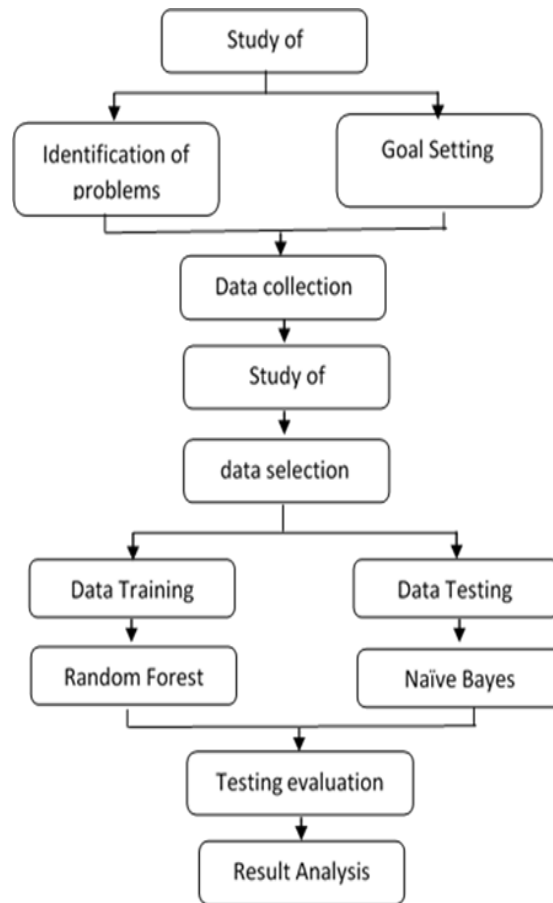 Study of
Identification of
problems
Goal Setting
Data collection
Study of
data selection
Data Training
Data Testing
Random Forest
Naïve Bayes
Testing evaluation
Result Analysis